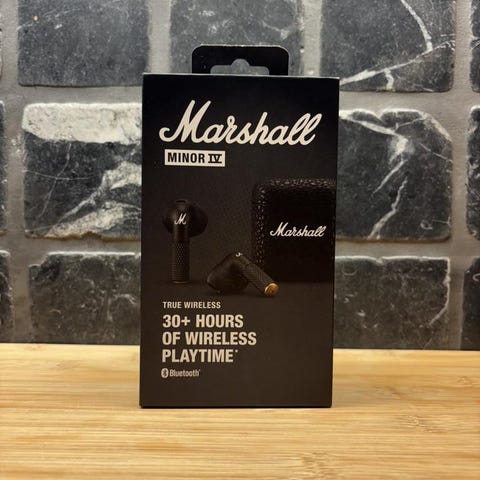 Marshall
MINOR IV
M
Marshall
TRUE WIRELESS
30+ HOURS
OF WIRELESS
PLAYTIME*
Bluetooth®